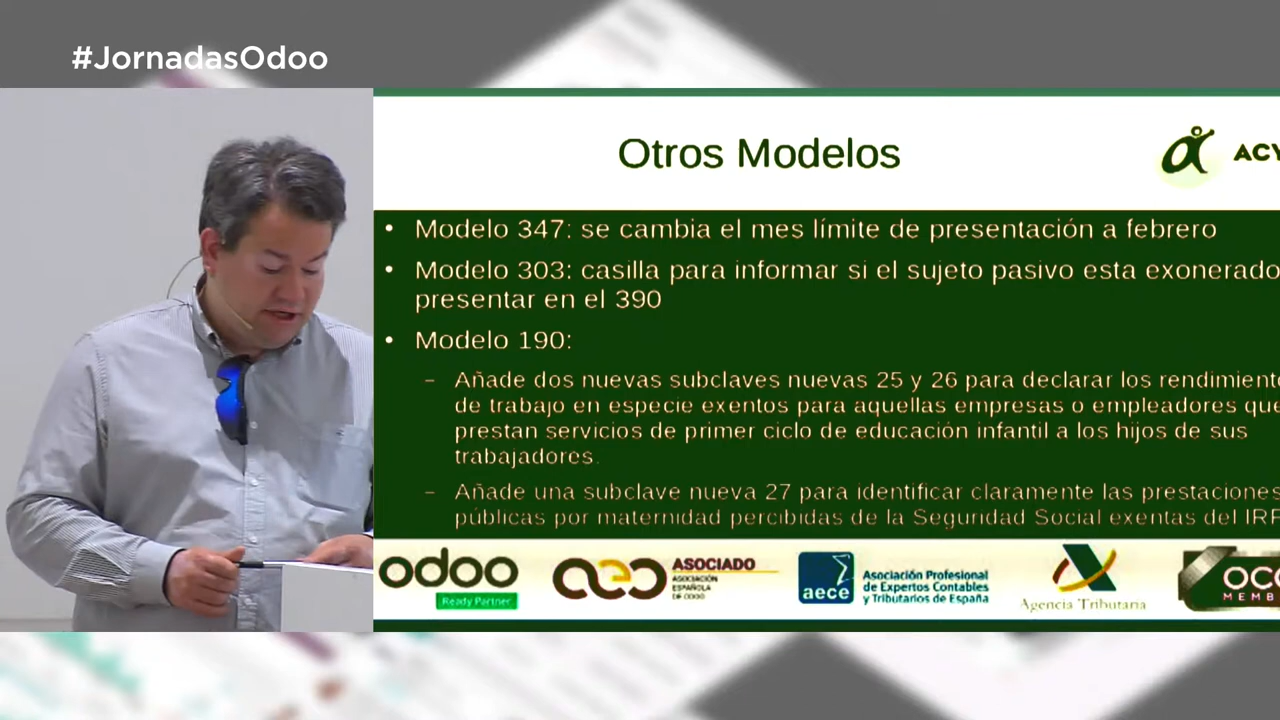 #JornadasOdoo
Otros Modelos
• Modelo 347: se cambia el mes límite de presentación a febrero
• Modelo 303: casilla para informar si el sujeto pasivo esta exonerado
presentar en el 390
• Modelo 190:
– Añade dos nuevas subclaves nuevas 25 y 26 para declarar los
de trabajo en especie exentos para aquellas empresas o empleadores que
prestan servicios de primer ciclo de educación infantil a los hijos de sus
trabajadores.
– Añade una subclave nueva 27 para identificar claramente las prestaciones
públicas por maternidad percibidas de la Seguridad Social exentas del
odoo
Ready Partner
aeo
ASOCIADO
ASOCIACIÓN
ESPAÑOLA
DE ODOO
aece
Asociación Profesional
de Expertos Contables
y Tributarios de España
Agencia Tributaria